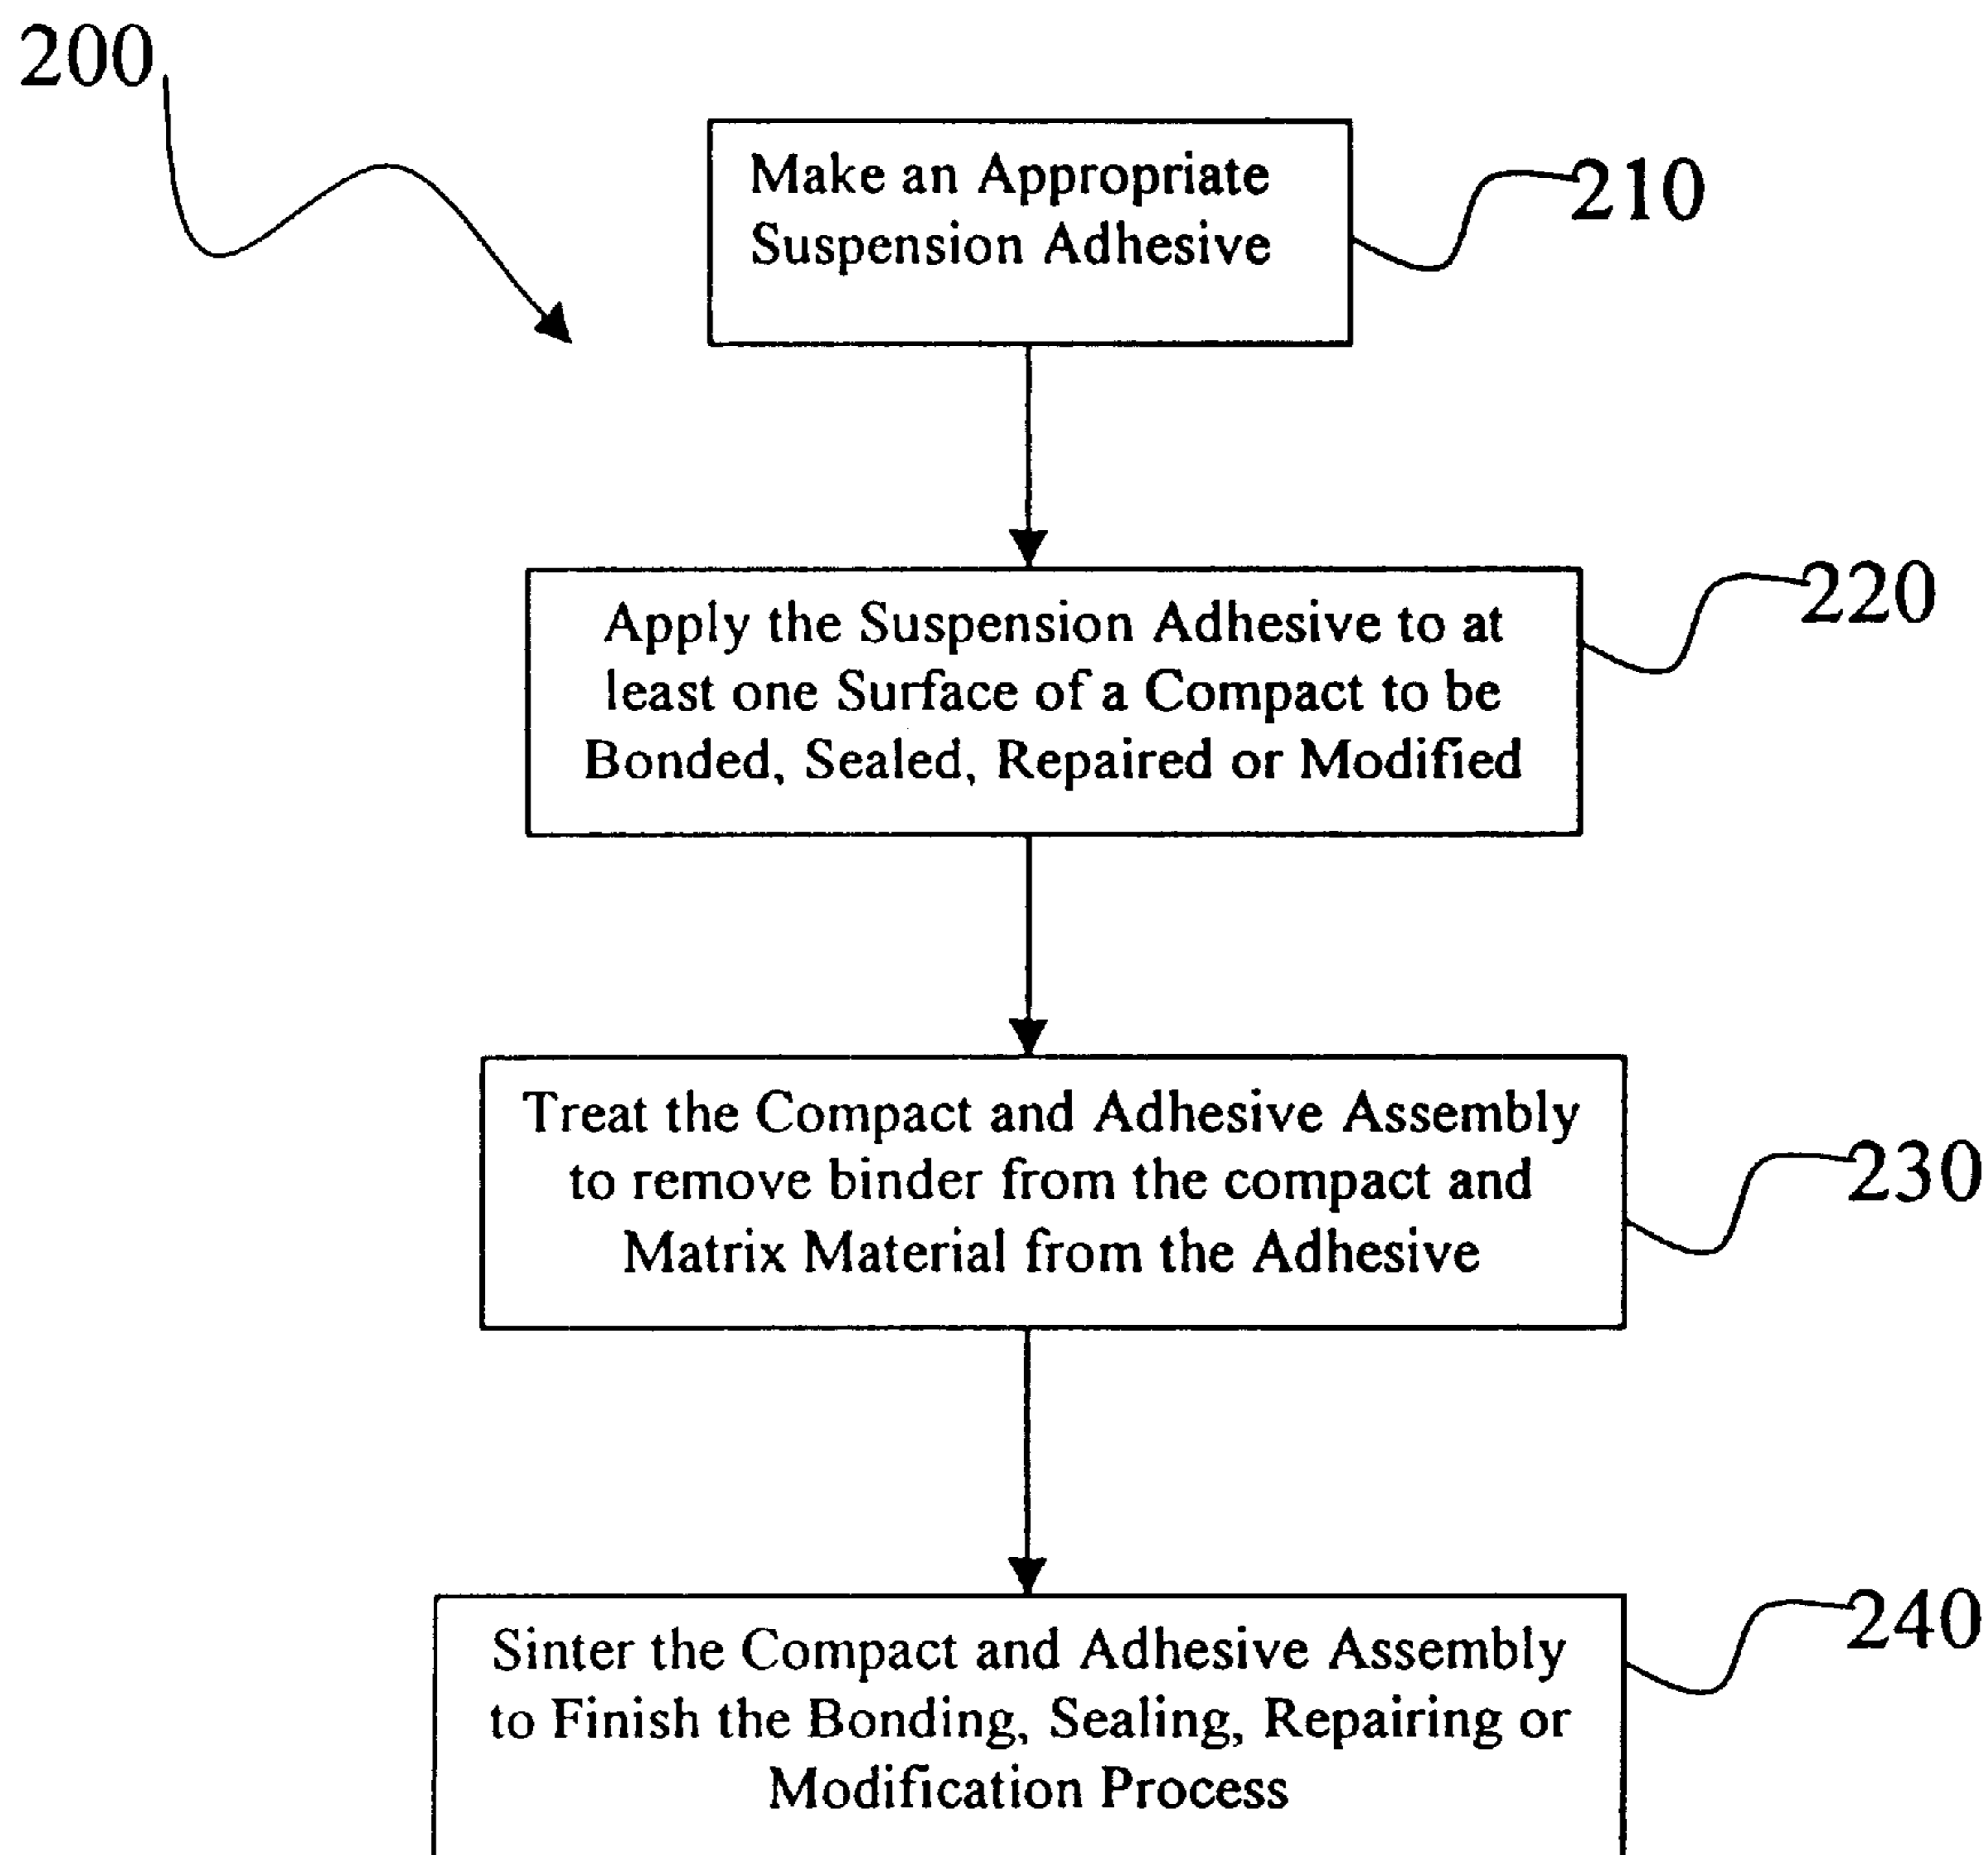 200
Make an Appropriate
Suspension Adhesive
210
Apply the Suspension Adhesive to at
least one Surface of a Compact to be
Bonded, Sealed, Repaired or Modified
220
Treat the Compact and Adhesive Assembly
to remove binder from the compact and
Matrix Material from the Adhesive
230
Sinter the Compact and Adhesive Assembly
to Finish the Bonding, Sealing, Repairing or
Modification Process
240